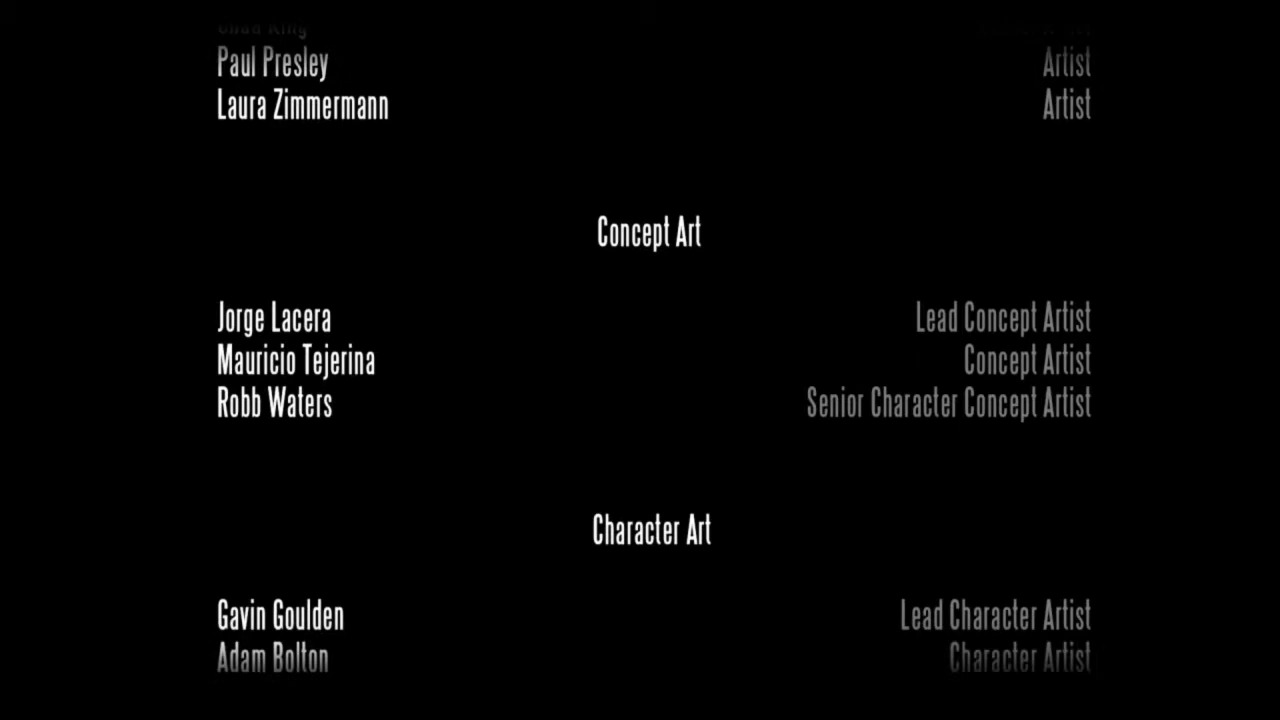 Paul Presley Artist
Laura Zimmermann Artist
Concept Art
Jorge Lacera Lead Concept Artist
Mauricio Tejerina Concept Artist
Robb Waters Senior Character Concept Artist
Character Art
Gavin Goulden Lead Character Artist
Adam Bolton Character Artist